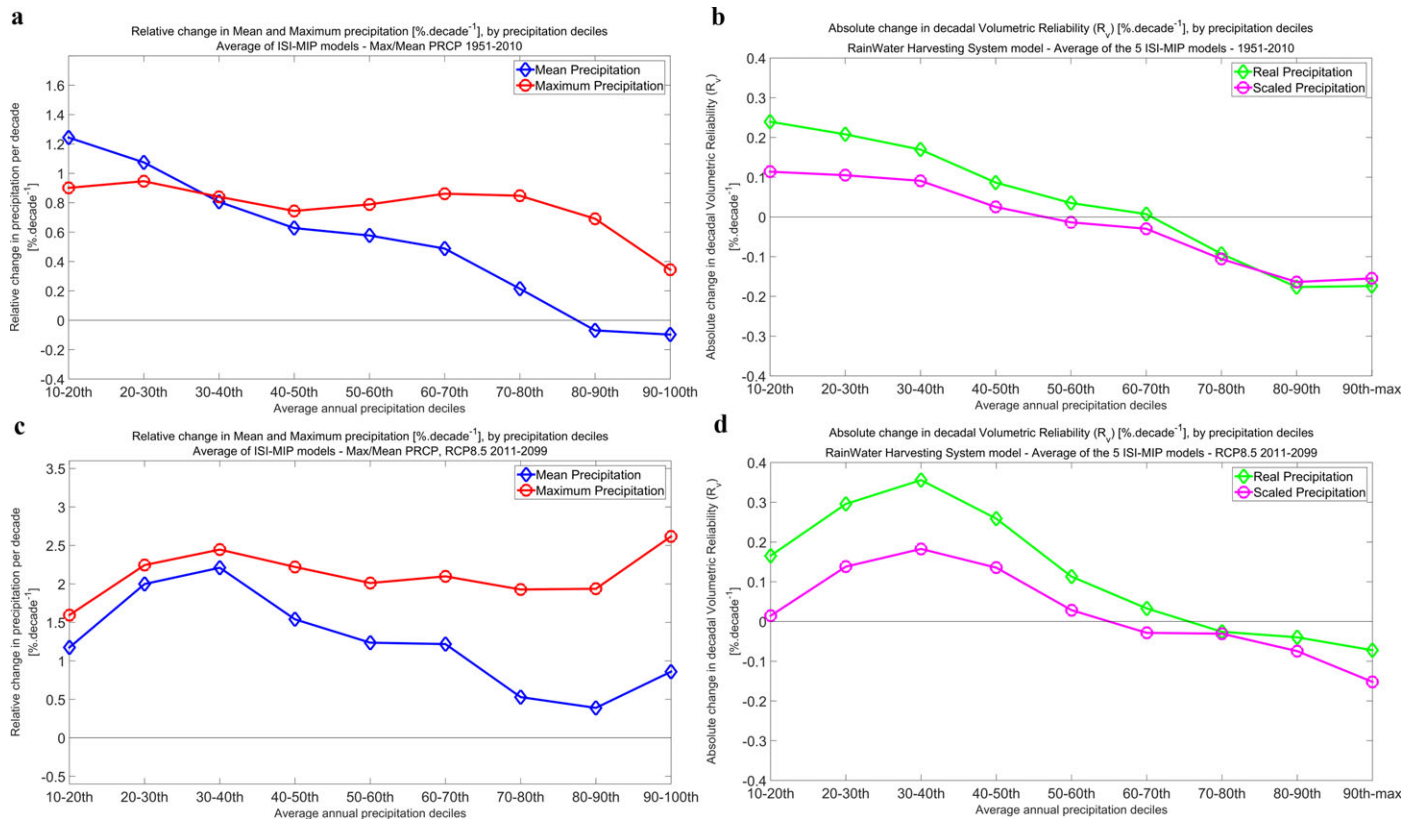 a
Relative change in Mean and Maximum precipitation [%.decade⁻¹], by precipitation deciles
Average of ISI-MIP models - Max/Mean PRCP 1951-2010
Mean Precipitation
Maximum Precipitation
Relative change in precipitation per decade
[%.decade⁻¹]
1.6
1.4
1.2
1
0.8
0.6
0.4
0.2
0
-0.2
-0.4
10-20th 20-30th 30-40th 40-50th 50-60th 60-70th 70-80th 80-90th 90-100th
Average annual precipitation deciles
b
Absolute change in decadal Volumetric Reliability (Rᵥ) [%.decade⁻¹], by precipitation deciles
RainWater Harvesting System model - Average of the 5 ISI-MIP models - 1951-2010
Real Precipitation
Scaled Precipitation
Absolute change in decadal Volumetric Reliability (Rᵥ)
[%.decade⁻¹]
0.4
0.3
0.2
0.1
0
-0.1
-0.2
-0.3
-0.4
10-20th 20-30th 30-40th 40-50th 50-60th 60-70th 70-80th 80-90th 90th-max
Average annual precipitation deciles
c
Relative change in Mean and Maximum precipitation [%.decade⁻¹], by precipitation deciles
Average of ISI-MIP models - Max/Mean PRCP, RCP8.5 2011-2099
Mean Precipitation
Maximum Precipitation
Relative change in precipitation per decade
[%.decade⁻¹]
3.5
3
2.5
2
1.5
1
0.5
0
-0.5
10-20th 20-30th 30-40th 40-50th 50-60th 60-70th 70-80th 80-90th 90-100th
Average annual precipitation deciles
d
Absolute change in decadal Volumetric Reliability (Rᵥ) [%.decade⁻¹], by precipitation deciles
RainWater Harvesting System model - Average of the 5 ISI-MIP models - RCP8.5 2011-2099
Real Precipitation
Scaled Precipitation
Absolute change in decadal Volumetric Reliability (Rᵥ)
[%.decade⁻¹]
0.4
0.3
0.2
0.1
0
-0.1
-0.2
-0.3
-0.4
10-20th 20-30th 30-40th 40-50th 50-60th 60-70th 70-80th 80-90th 90th-max
Average annual precipitation deciles